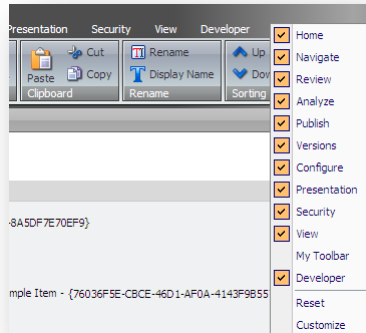 Presentation Security View Developer
Paste
Cut
Copy
Clipboard
Rename
Display Name
Rename
Up
Sorting
Home
Navigate
Review
Analyze
Publish
Versions
Configure
Presentation
Security
View
My Toolbar
Developer
Reset
Customize
-8A5DF7E70EF9}
mple Item - {76036F5E-CBCE-46D1-AF0A-4143F9B55